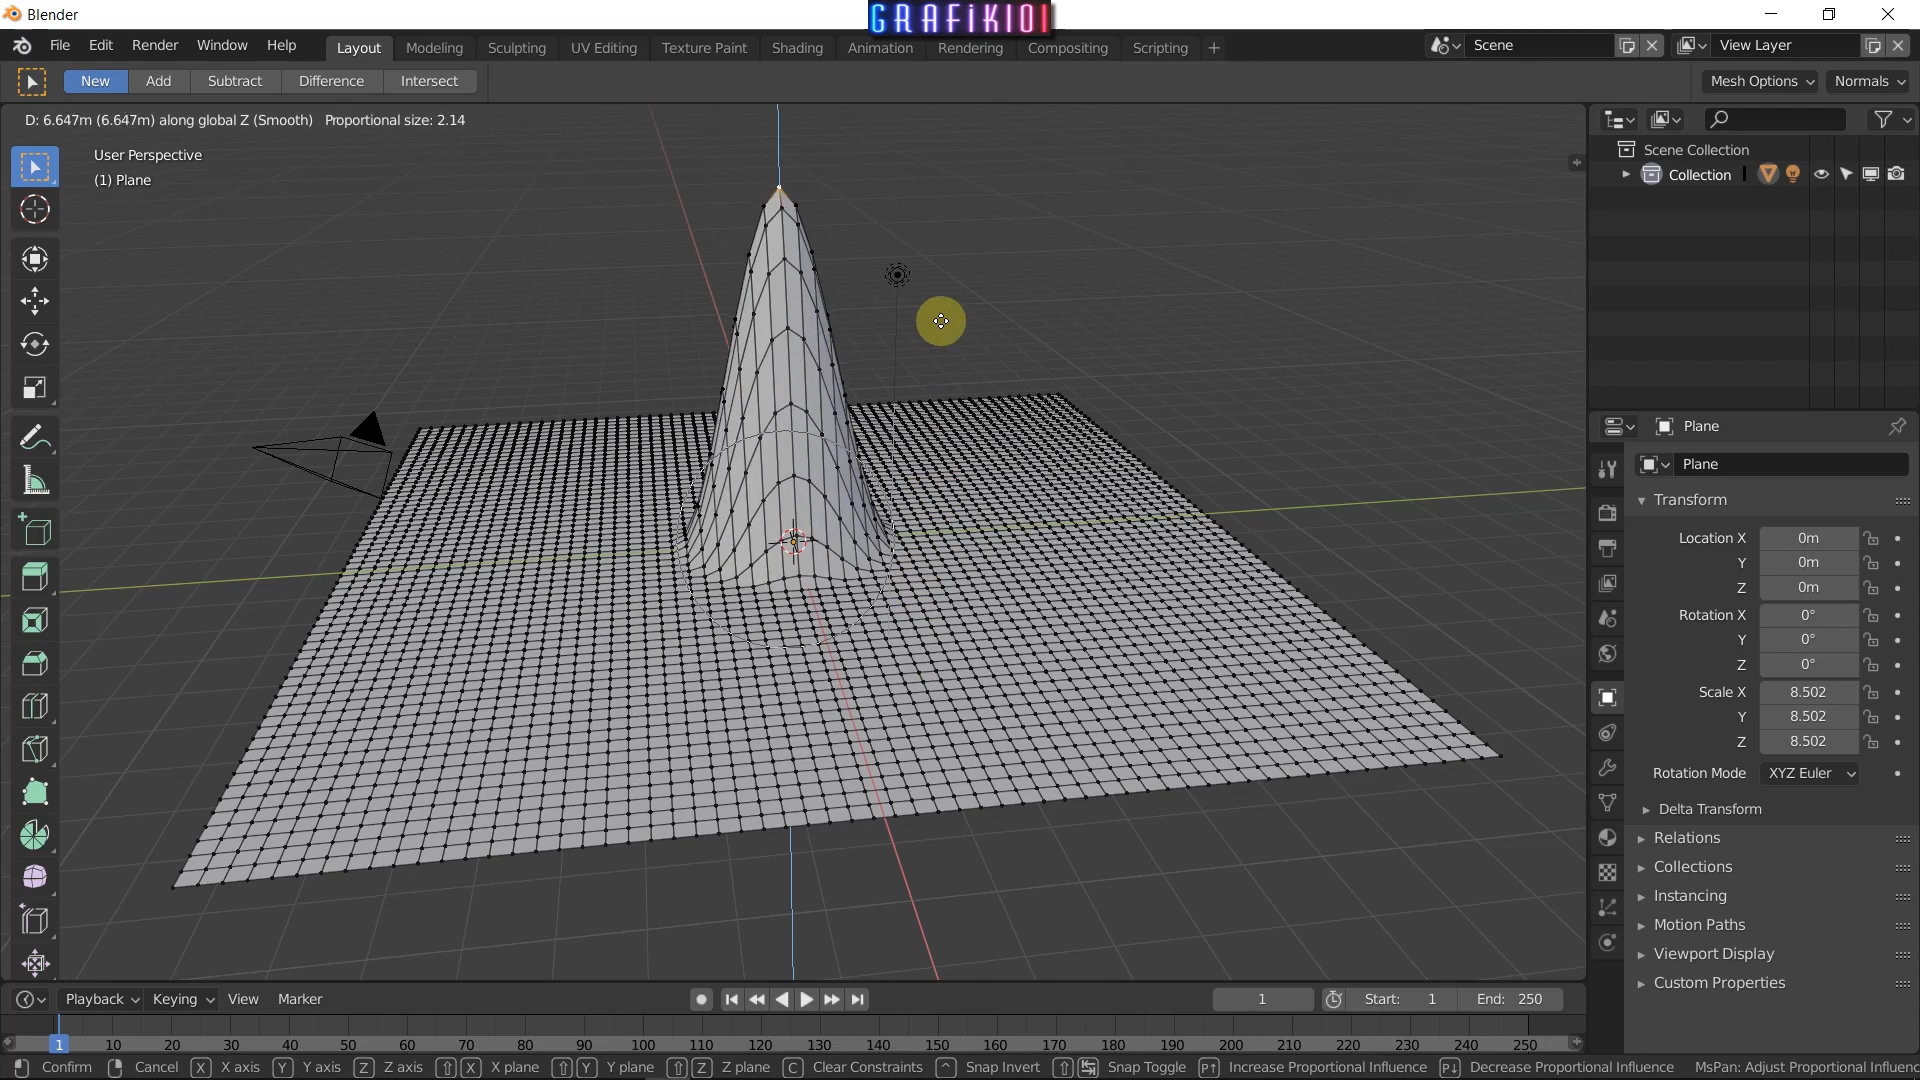 Blender
GRAFiK101
File Edit Render Window Help Layout Modeling Sculpting UV Editing Texture Paint Shading Animation Rendering Compositing Scripting + Scene View Layer
New Add Subtract Difference Intersect Mesh Options Normals
D: 6.647m (6.647m) along global Z (Smooth) Proportional size: 2.14
User Perspective
(1) Plane
Scene Collection
Collection
Plane
Plane
Transform
Location X 0m
Y 0m
Z 0m
Rotation X 0°
Y 0°
Z 0°
Scale X 8.502
Y 8.502
Z 8.502
Rotation Mode XYZ Euler
Delta Transform
Relations
Collections
Instancing
Motion Paths
Viewport Display
Custom Properties
Playback Keying View Marker 1 Start: 1 End: 250
1 10 20 30 40 50 60 70 80 90 100 110 120 130 140 150 160 170 180 190 200 210 220 230 240 250
Confirm Cancel X X axis Y Y axis Z Z axis X X plane Y Y plane Z Z plane C Clear Constraints ^ Snap Invert Snap Toggle P↑ Increase Proportional Influence P↓ Decrease Proportional Influence MsPan: Adjust Proportional Influenc